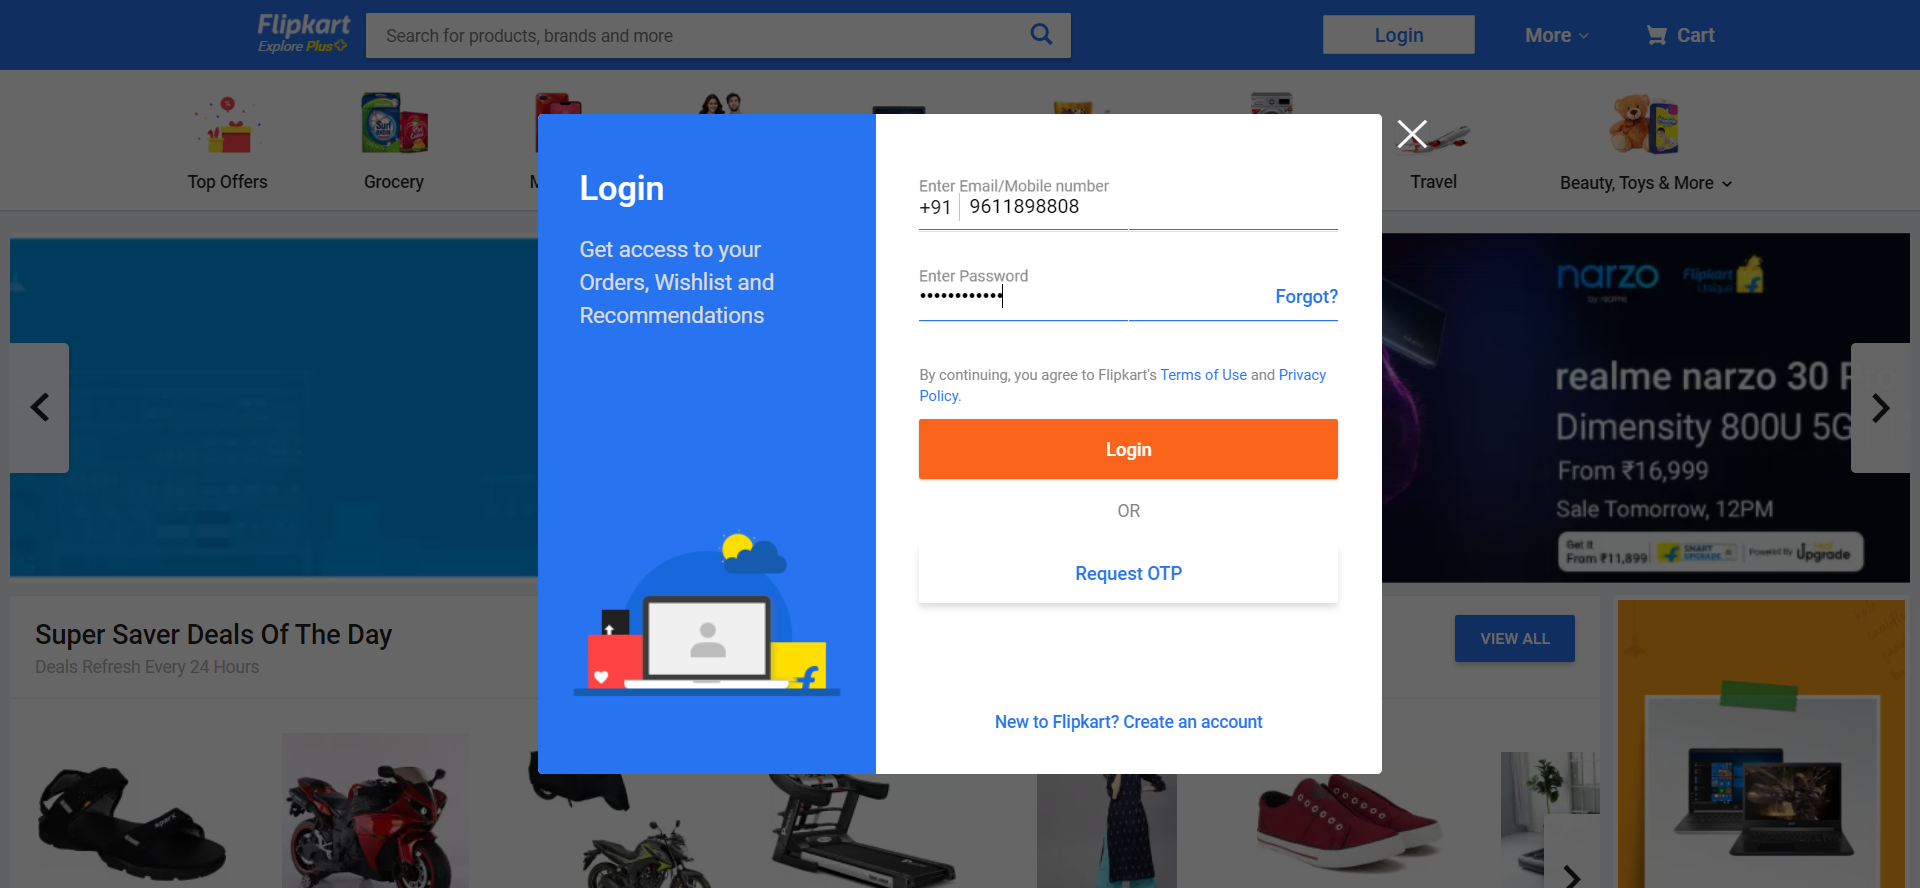 Flipkart
Explore Plus
Search for products, brands and more
Login
More
Cart
Top Offers
Grocery
M
Travel
Beauty, Toys & More
Login
Get access to your
Orders, Wishlist and
Recommendations
Enter Email/Mobile number
+91 9611898808
Enter Password
••••••••••••
Forgot?
By continuing, you agree to Flipkart's Terms of Use and Privacy
Policy.
Login
OR
Request OTP
New to Flipkart? Create an account
narzo
by realme
Flipkart
Unique
realme narzo 30 Pro
Dimensity 800U 5G
From ₹16,999
Sale Tomorrow, 12PM
Get it
From ₹11,899
SMART
UPGRADE
Powered By
Upgrade
Super Saver Deals Of The Day
Deals Refresh Every 24 Hours
VIEW ALL